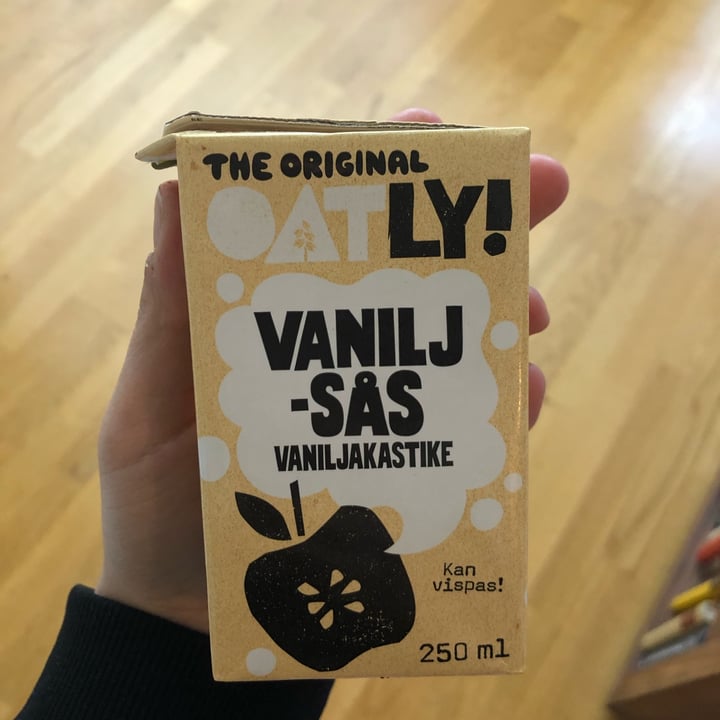 THE ORIGINAL
OATLY!
VANILJ
-SÅS
VANILJAKASTIKE
Kan
vispas!
250 ml